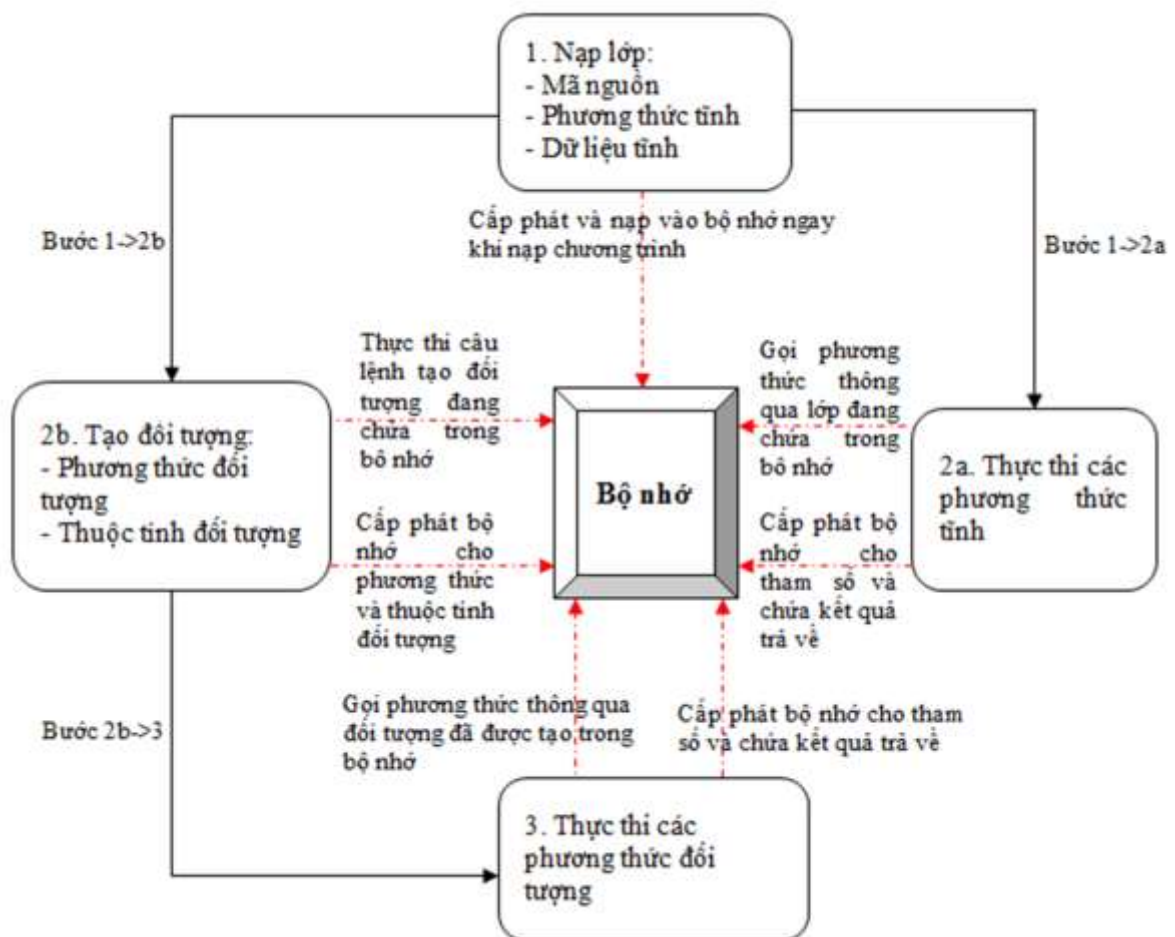 1. Nạp lớp:
- Mã nguồn
- Phương thức tĩnh
- Dữ liệu tĩnh
Cấp phát và nạp vào bộ nhớ ngay
khi nạp chương trình
Bước 1->2b
Bước 1->2a
Thực thi câu
lệnh tạo đối
tượng đang
chứa trong
bô nhớ
Gọi phương
thức thông
qua lớp đang
chứa trong
bô nhớ
2b. Tạo đối tượng:
- Phương thức đối
tượng
- Thuộc tính đối tượng
Bộ nhớ
2a. Thực thi các
phương thức
tĩnh
Cấp phát bộ
nhớ cho
phương thức
và thuộc tính
đối tượng
Cấp phát bộ
nhớ cho
tham số và
chứa kết quả
trả về
Bước 2b->3
Gọi phương thức thông qua
đối tượng đã được tạo trong
bộ nhớ
Cấp phát bộ nhớ cho tham
số và chứa kết quả trả về
3. Thực thi các
phương thức đối
tượng